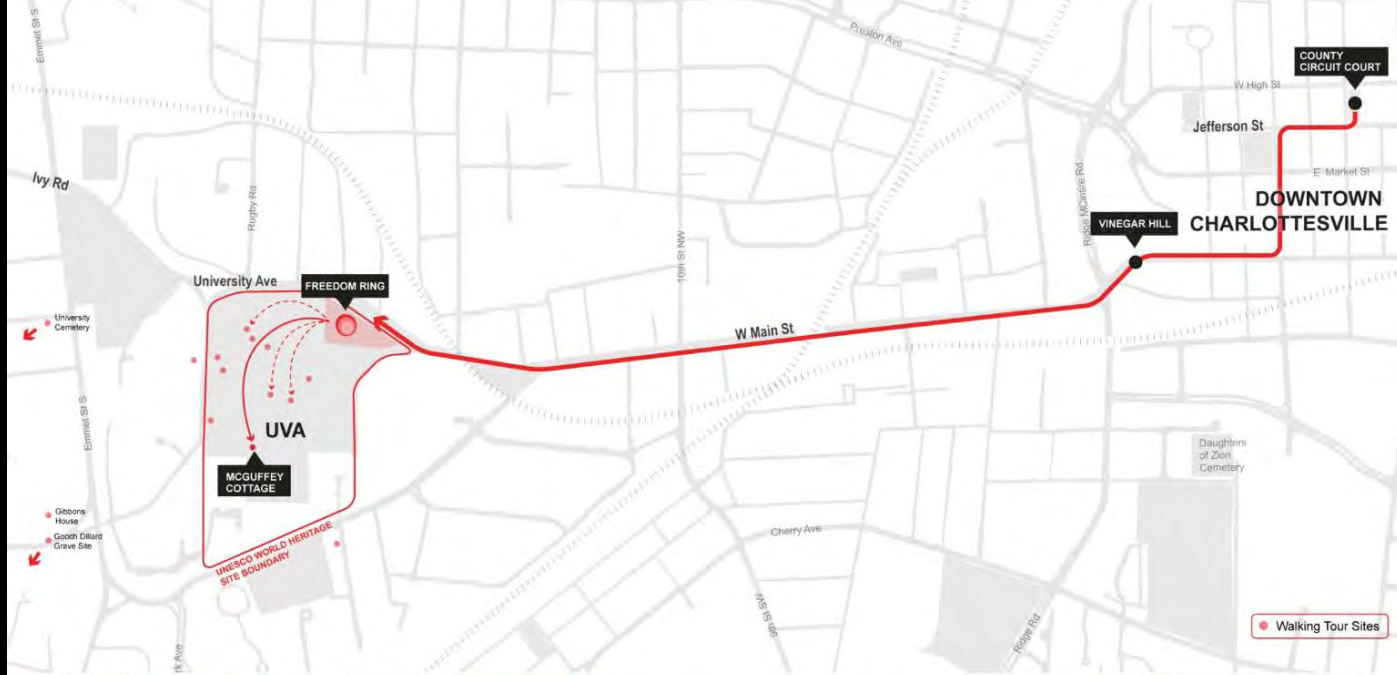 Emmet St S
Preston Ave
COUNTY
CIRCUIT COURT
W High St
Jefferson St
E Market St
Ivy Rd
Rugby Rd
DOWNTOWN
CHARLOTTESVILLE
VINEGAR HILL
Ridge McIntire Rd
10th St NW
University Ave
FREEDOM RING
University
Cemetery
W Main St
Emmet St S
UVA
MCGUFFEY
COTTAGE
Daughters
of Zion
Cemetery
Gibbons
House
Gooch Dillard
Grave Site
Cherry Ave
UNESCO WORLD HERITAGE
SITE BOUNDARY
9th St SW
Ridge Rd
Walking Tour Sites
rk Ave